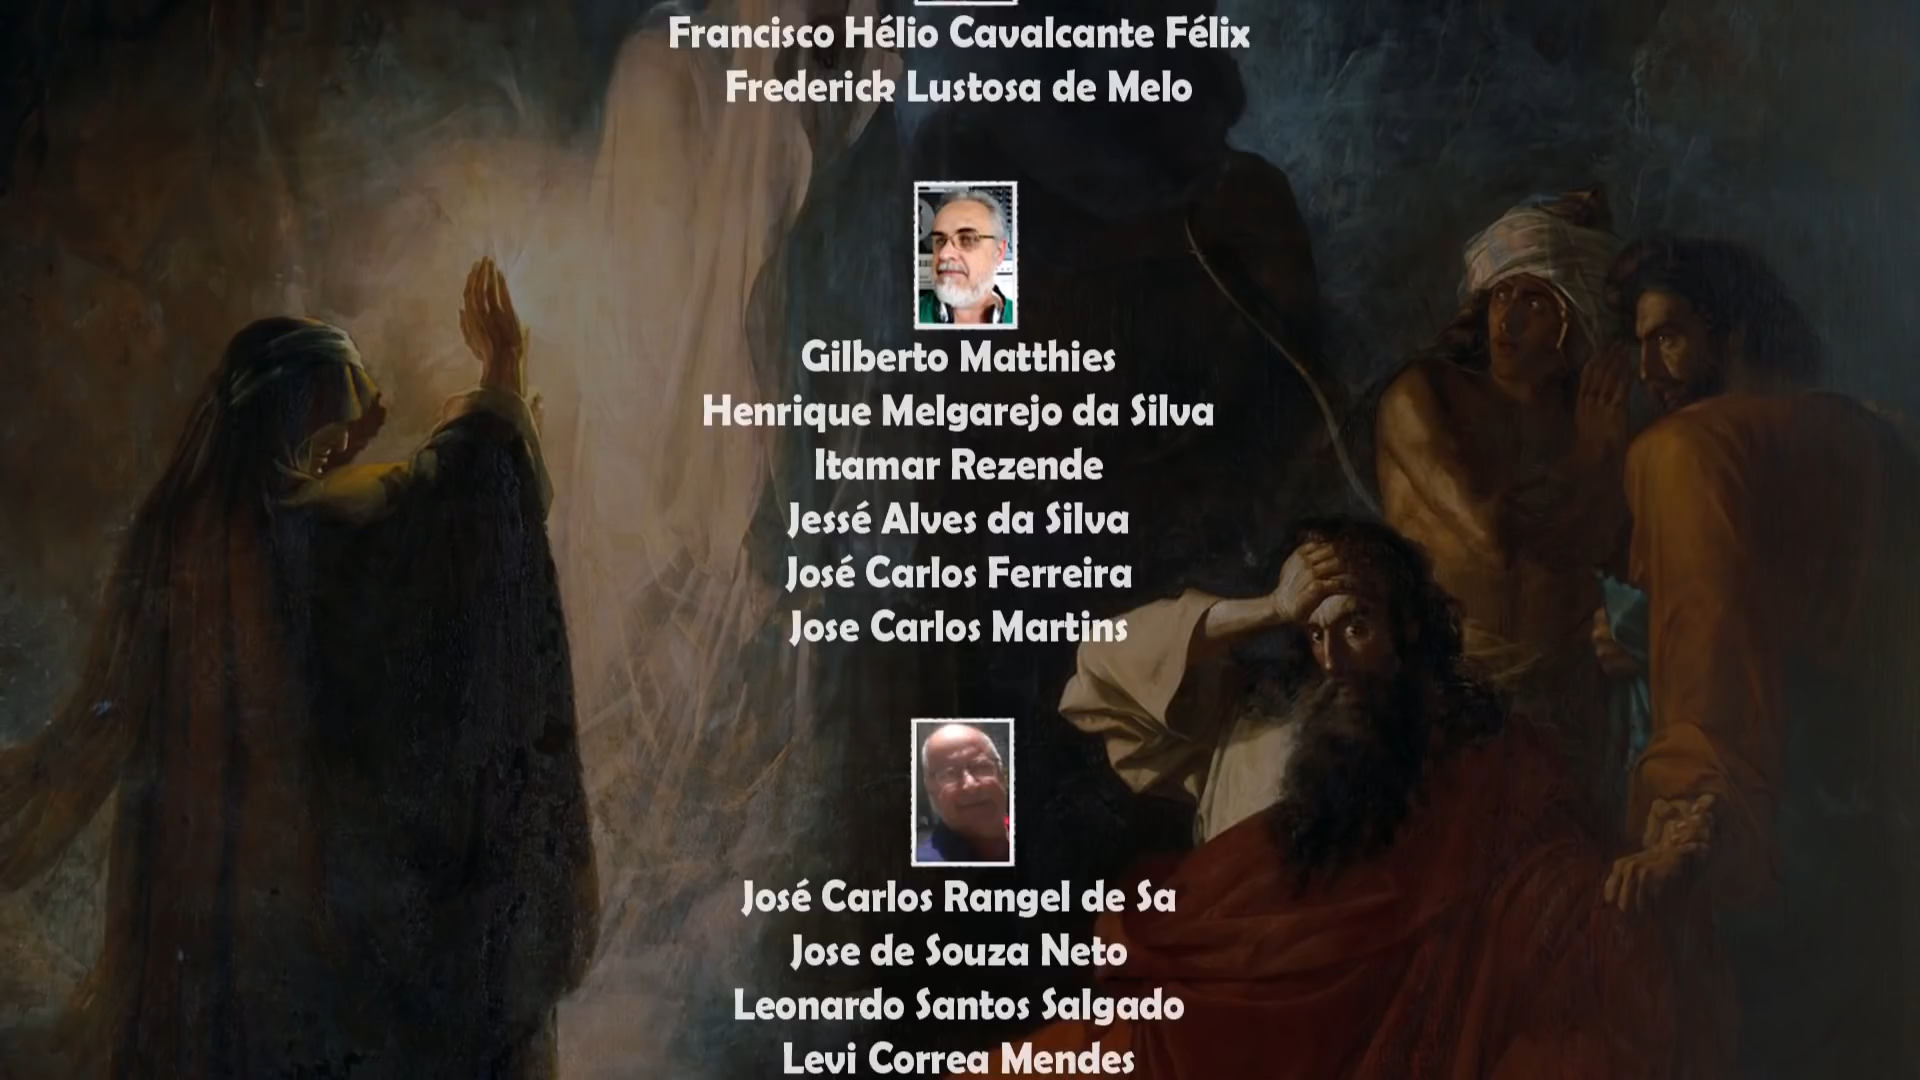 Francisco Hélio Cavalcante Félix
Frederick Lustosa de Melo
Gilberto Matthies
Henrique Melgarejo da Silva
Itamar Rezende
Jessé Alves da Silva
José Carlos Ferreira
Jose Carlos Martins
José Carlos Rangel de Sa
Jose de Souza Neto
Leonardo Santos Salgado
Levi Correa Mendes